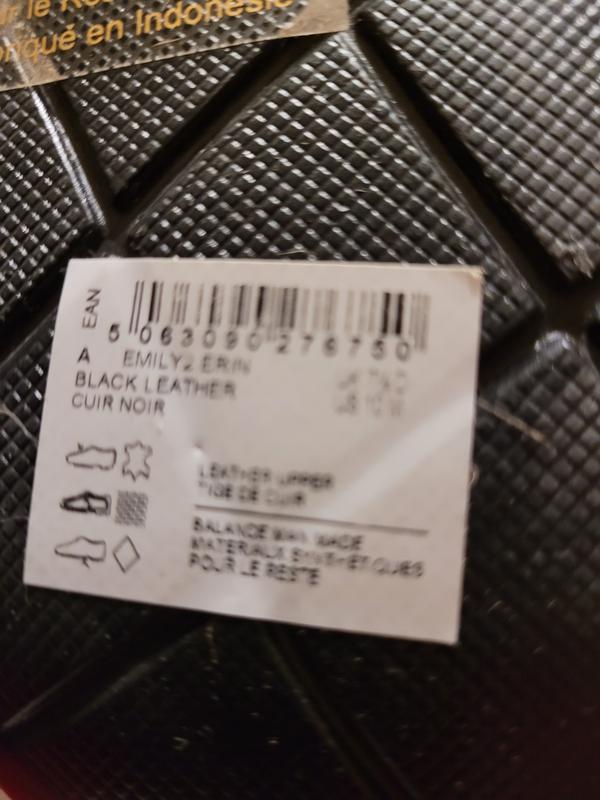 le
en Indonésie
EAN
5 063090 276750
A EMILY2 ERIN
BLACK LEATHER
CUIR NOIR
LEATHER UPPER
TIGE DE CUIR
BALANCE MAN MADE
MATERIAUX SYNTHETIQUES
POUR LE RESTE